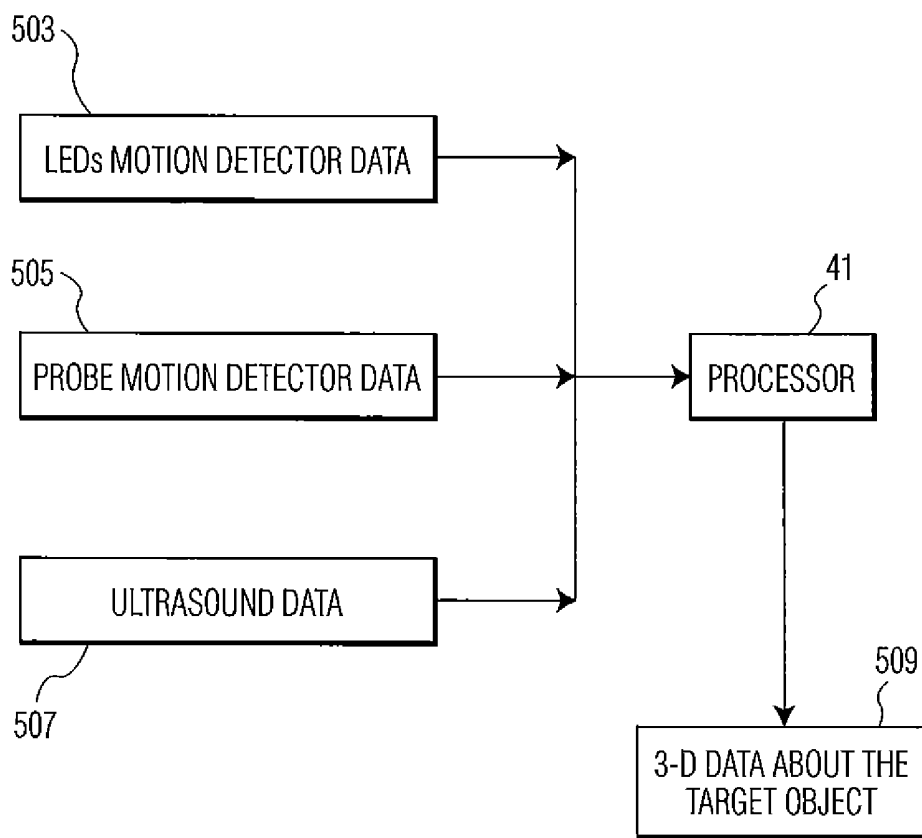 503
LEDs MOTION DETECTOR DATA
505
PROBE MOTION DETECTOR DATA
41
PROCESSOR
ULTRASOUND DATA
507
509
3-D DATA ABOUT THE
TARGET OBJECT